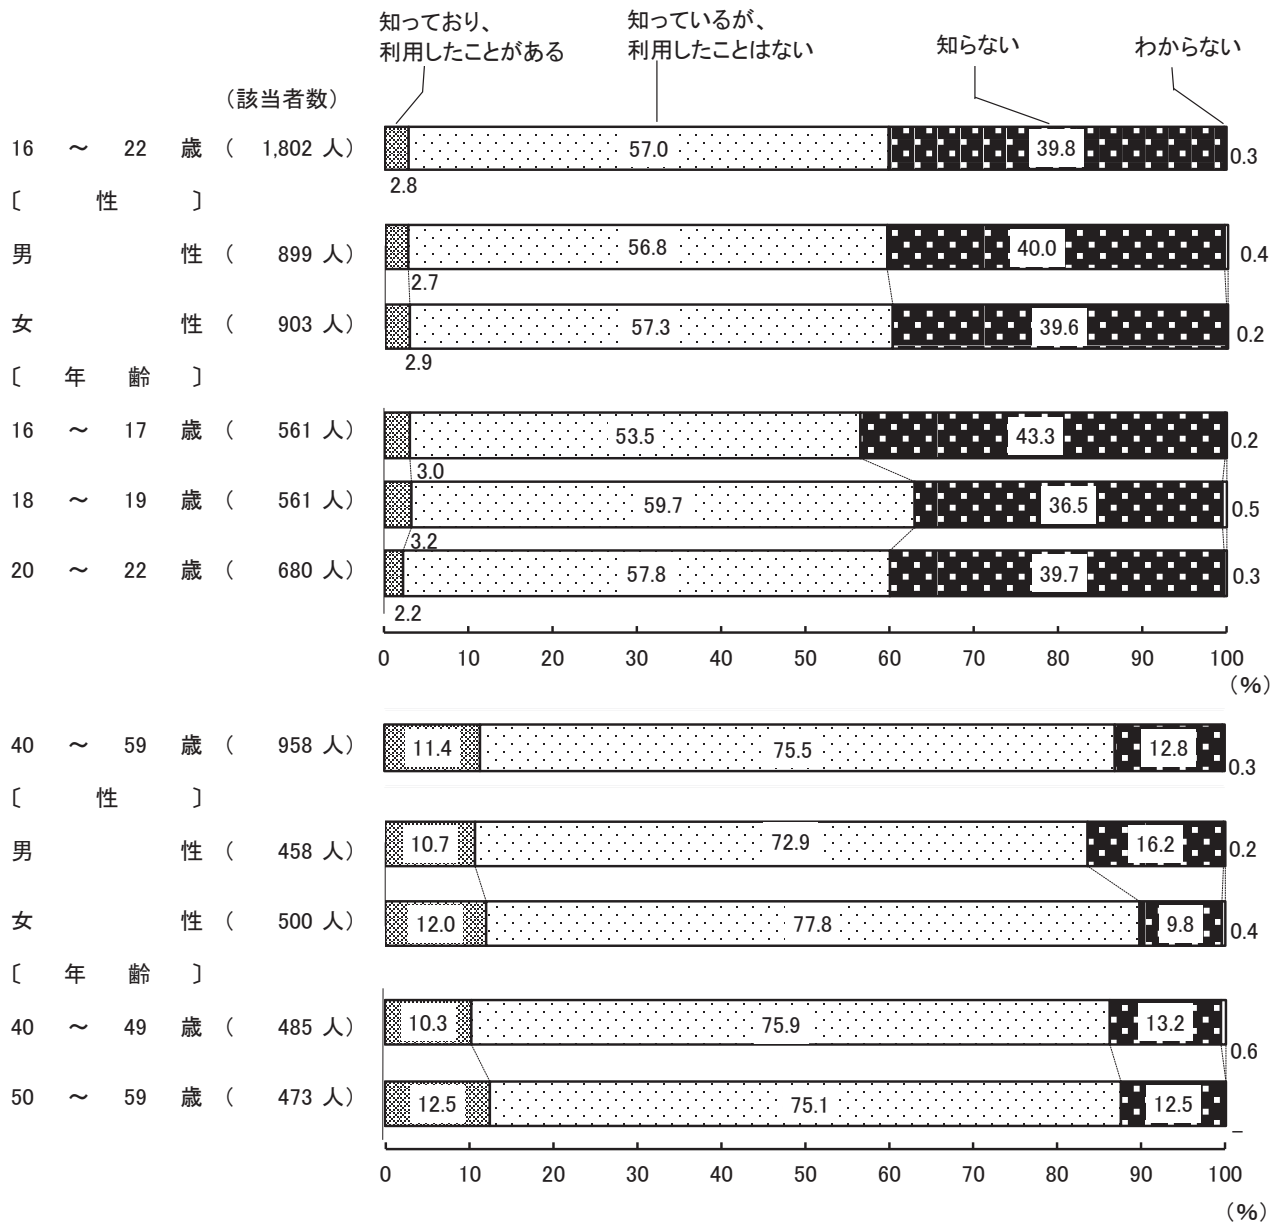 知っており、
利用したことがある
知っているが、
利用したことはない
知らない
わからない
（該当者数）
16 ～ 22 歳 （ 1,802 人）
57.0
39.8
0.3
2.8
〔 性 〕
男 性 （ 899 人）
56.8
40.0
0.4
2.7
女 性 （ 903 人）
57.3
39.6
0.2
2.9
〔 年 齢 〕
16 ～ 17 歳 （ 561 人）
53.5
43.3
0.2
3.0
18 ～ 19 歳 （ 561 人）
59.7
36.5
0.5
3.2
20 ～ 22 歳 （ 680 人）
57.8
39.7
0.3
2.2
0 10 20 30 40 50 60 70 80 90 100
（%）
40 ～ 59 歳 （ 958 人）
11.4
75.5
12.8
0.3
〔 性 〕
男 性 （ 458 人）
10.7
72.9
16.2
0.2
女 性 （ 500 人）
12.0
77.8
9.8
0.4
〔 年 齢 〕
40 ～ 49 歳 （ 485 人）
10.3
75.9
13.2
0.6
50 ～ 59 歳 （ 473 人）
12.5
75.1
12.5
−
0 10 20 30 40 50 60 70 80 90 100
（%）